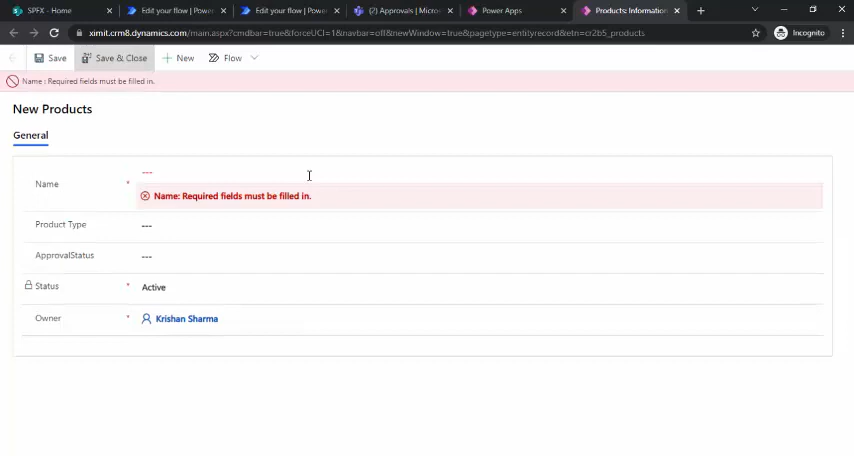 SPFX - Home
Edit your flow | Power
Edit your flow | Power
(/) Approvals | Micros
Power Apps
Products: Information
ximit.crm8.dynamics.com/main.aspx?cmdbar=true&forceUCI=1&navbar=off&newWindow=true&pagetype=entityrecord&etn=cr2b5_products
Incognito
Save
Save & Close
New
Flow
Name : Required fields must be filled in.
New Products
General
---
Name *
Name: Required fields must be filled in.
Product Type ---
ApprovalStatus ---
Status * Active
Owner * Krishan Sharma